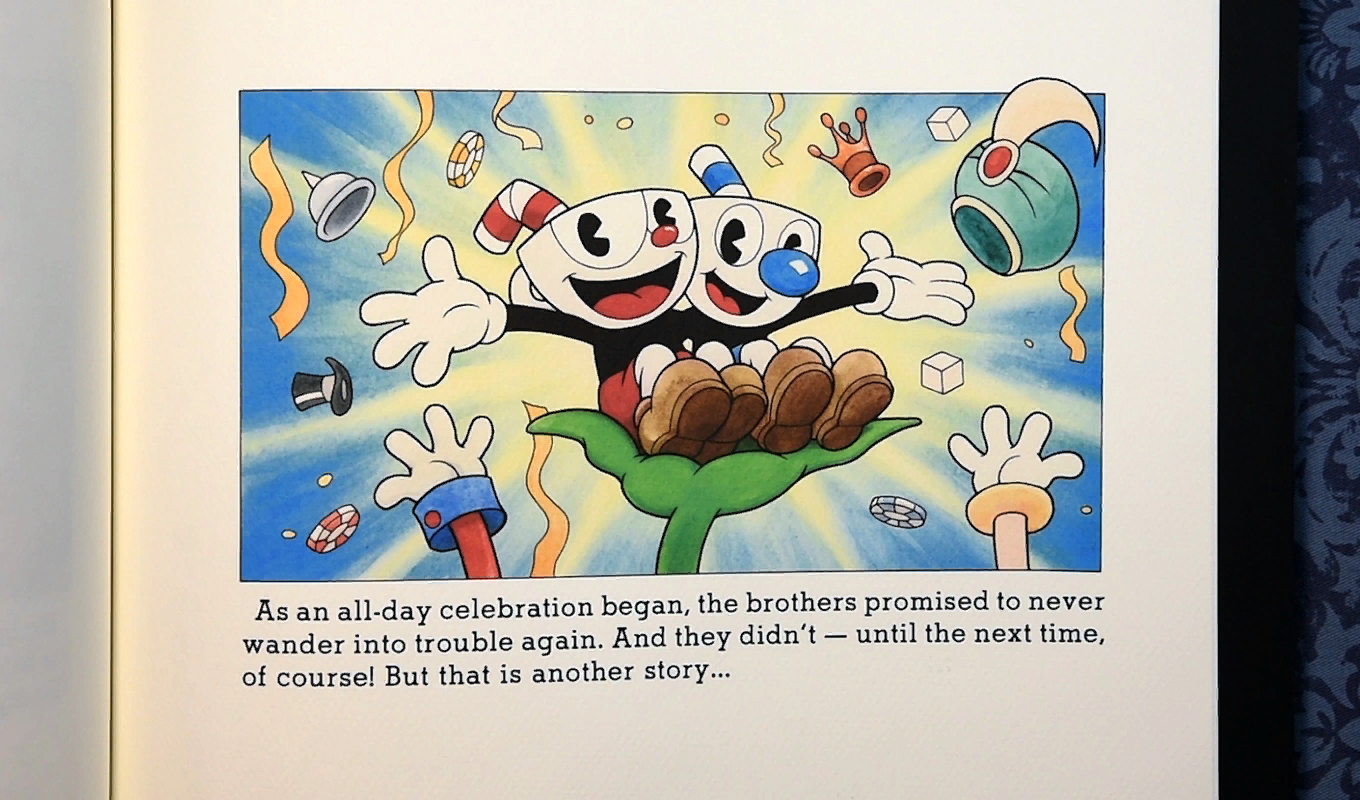 As an all-day celebration began, the brothers promised to never
wander into trouble again. And they didn't — until the next time,
of course! But that is another story...